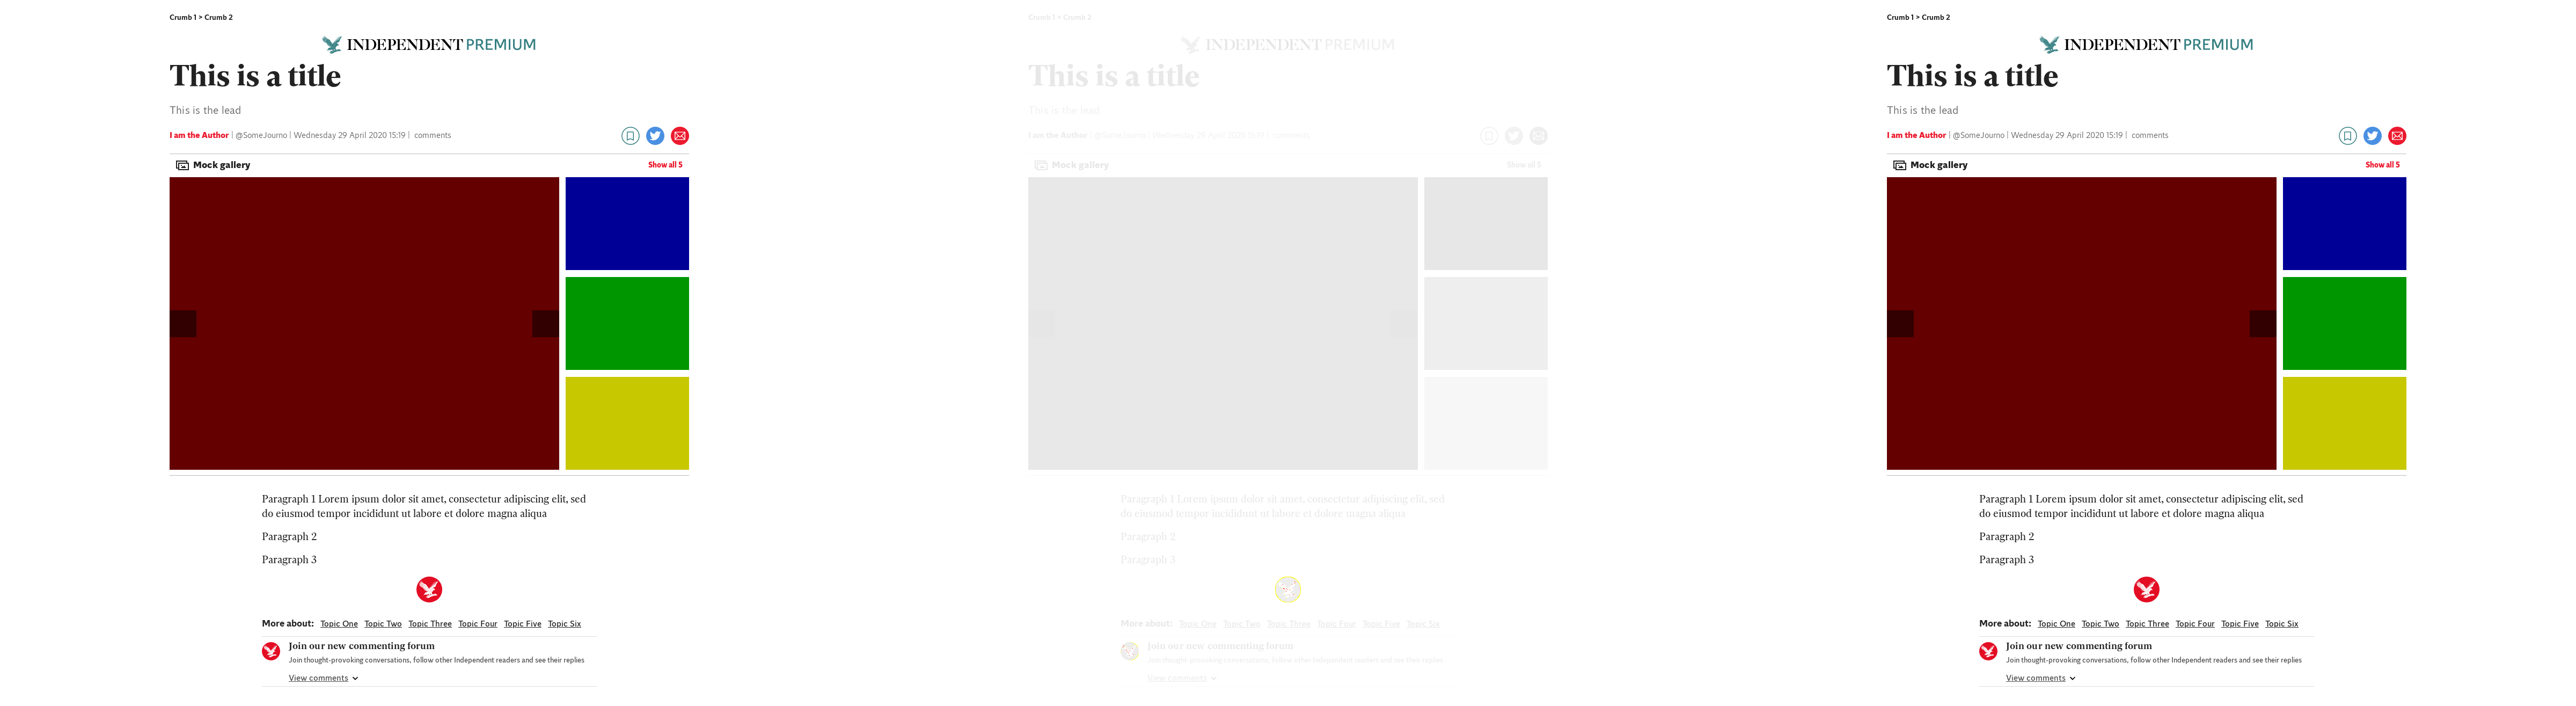 Crumb 1 > Crumb 2
INDEPENDENT PREMIUM
This is a title
This is the lead
I am the Author | @SomeJourno | Wednesday 29 April 2020 15:19 | comments
Mock gallery
Show all 5
Paragraph 1 Lorem ipsum dolor sit amet, consectetur adipiscing elit, sed
do eiusmod tempor incididunt ut labore et dolore magna aliqua
Paragraph 2
Paragraph 3
More about: Topic One Topic Two Topic Three Topic Four Topic Five Topic Six
Join our new commenting forum
Join thought-provoking conversations, follow other Independent readers and see their replies
View comments
Crumb 1 > Crumb 2
INDEPENDENT PREMIUM
This is a title
This is the lead
I am the Author | @SomeJourno | Wednesday 29 April 2020 15:19 | comments
Mock gallery
Show all 5
Paragraph 1 Lorem ipsum dolor sit amet, consectetur adipiscing elit, sed
do eiusmod tempor incididunt ut labore et dolore magna aliqua
Paragraph 2
Paragraph 3
More about: Topic One Topic Two Topic Three Topic Four Topic Five Topic Six
Join our new commenting forum
Join thought-provoking conversations, follow other Independent readers and see their replies
View comments
Crumb 1 > Crumb 2
INDEPENDENT PREMIUM
This is a title
This is the lead
I am the Author | @SomeJourno | Wednesday 29 April 2020 15:19 | comments
Mock gallery
Show all 5
Paragraph 1 Lorem ipsum dolor sit amet, consectetur adipiscing elit, sed
do eiusmod tempor incididunt ut labore et dolore magna aliqua
Paragraph 2
Paragraph 3
More about: Topic One Topic Two Topic Three Topic Four Topic Five Topic Six
Join our new commenting forum
Join thought-provoking conversations, follow other Independent readers and see their replies
View comments